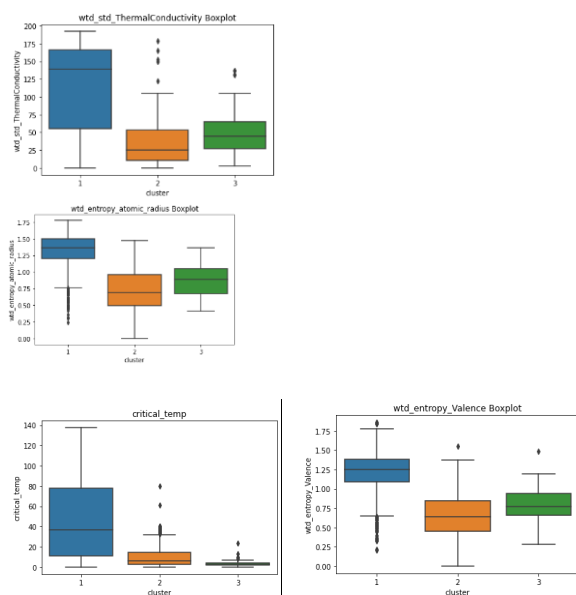 wtd_std_ThermalConductivity Boxplot
wtd_std_ThermalConductivity
200
175
150
125
100
75
50
25
0
1 2 3
cluster
wtd_entropy_atomic_radius Boxplot
wtd_entropy_atomic_radius
1.75
1.50
1.25
1.00
0.75
0.50
0.25
0.00
1 2 3
cluster
critical_temp
critical_temp
140
120
100
80
60
40
20
0
1 2 3
cluster
wtd_entropy_Valence Boxplot
wtd_entropy_Valence
1.75
1.50
1.25
1.00
0.75
0.50
0.25
0.00
1 2 3
cluster